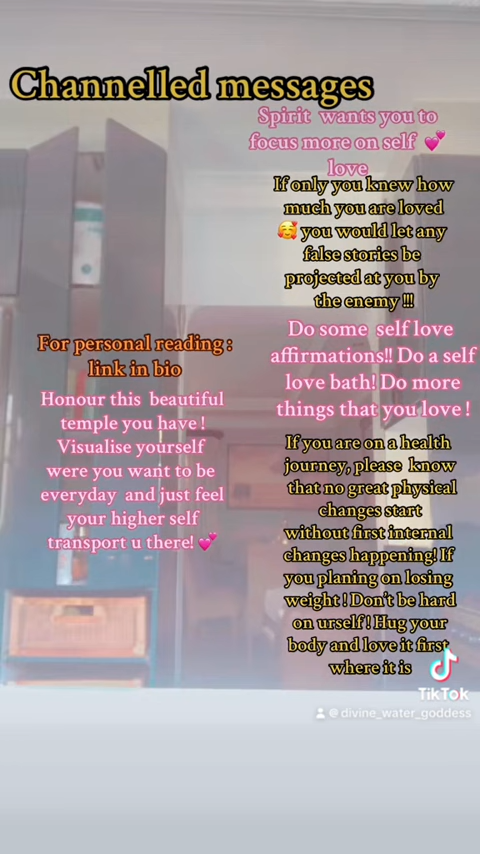 Channelled messages
Spirit wants you to
focus more on self 💕
love
If only you knew how
much you are loved
🥰 you would let any
false stories be
projected at you by
the enemy !!!
For personal reading :
link in bio
Do some self love
affirmations!! Do a self
love bath! Do more
things that you love !
Honour this beautiful
temple you have !
Visualise yourself
were you want to be
everyday and just feel
your higher self
transport u there! 💕
If you are on a health
journey, please know
that no great physical
changes start
without first internal
changes happening! If
you planing on losing
weight ! Don't be hard
on urself ! Hug your
body and love it first
where it is
TikTok
@divine_water_goddess